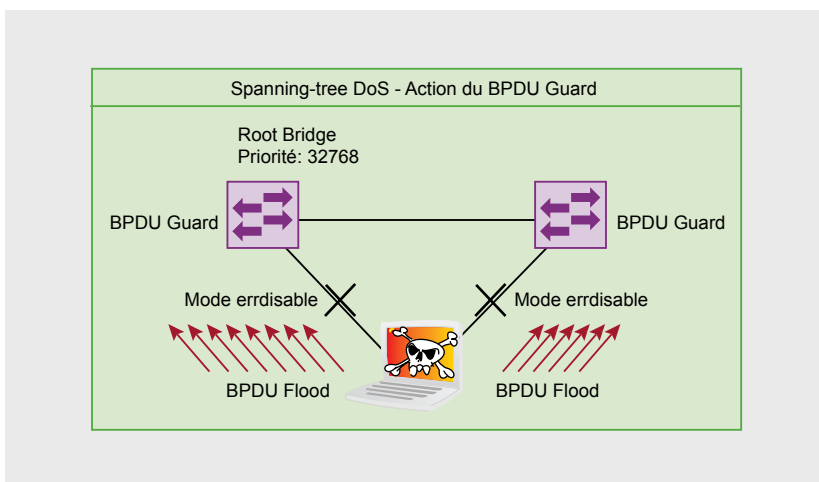 Spanning-tree DoS - Action du BPDU Guard
Root Bridge
Priorité: 32768
BPDU Guard
BPDU Guard
Mode errdisable
Mode errdisable
BPDU Flood
BPDU Flood